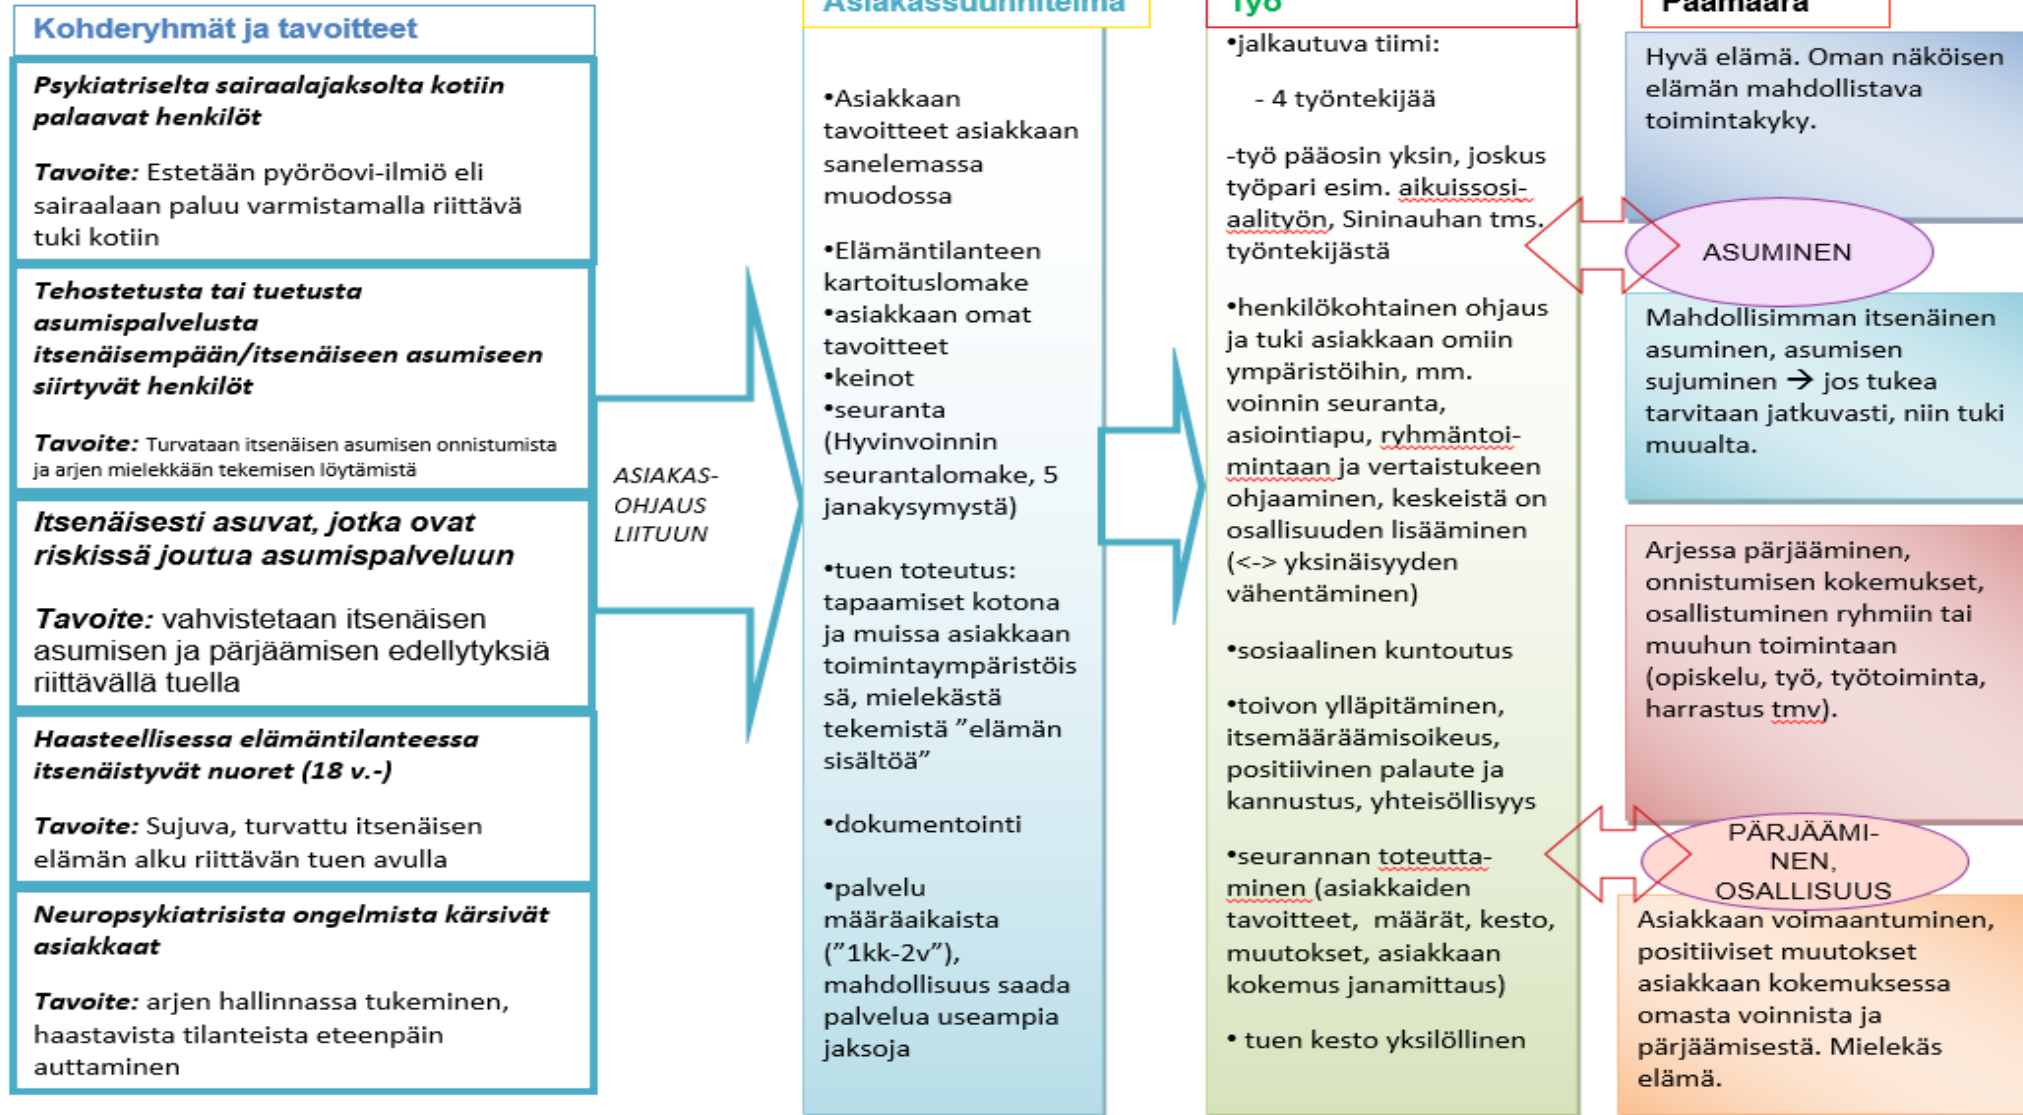 Kohderyhmät ja tavoitteet
Psykiatriselta sairaalajaksolta kotiin
palaavat henkilöt
Tavoite: Estetään pyöröovi-ilmiö eli
sairaalaan paluu varmistamalla riittävä
tuki kotiin
Tehostetusta tai tuetusta
asumispalvelusta
itsenäisempään/itsenäiseen asumiseen
siirtyvät henkilöt
Tavoite: Turvataan itsenäisen asumisen onnistumista
ja arjen mielekkään tekemisen löytämistä
Itsenäisesti asuvat, jotka ovat
riskissä joutua asumispalveluun
Tavoite: vahvistetaan itsenäisen
asumisen ja pärjäämisen edellytyksiä
riittävällä tuella
Haasteellisessa elämäntilanteessa
itsenäistyvät nuoret (18 v.-)
Tavoite: Sujuva, turvattu itsenäisen
elämän alku riittävän tuen avulla
Neuropsykiatrisista ongelmista kärsivät
asiakkaat
Tavoite: arjen hallinnassa tukeminen,
haastavista tilanteista eteenpäin
auttaminen
ASIAKAS-
OHJAUS
LIITUUN
Asiakassuunnitelma
•Asiakkaan
tavoitteet asiakkaan
sanelemassa
muodossa
•Elämäntilanteen
kartoituslomake
•asiakkaan omat
tavoitteet
•keinot
•seuranta
(Hyvinvoinnin
seurantalomake, 5
janakysymystä)
•tuen toteutus:
tapaamiset kotona
ja muissa asiakkaan
toimintaympäristöis
sä, mielekästä
tekemistä ”elämän
sisältöä”
•dokumentointi
•palvelu
määräaikaista
(”1kk-2v”),
mahdollisuus saada
palvelua useampia
jaksoja
Työ
•jalkautuva tiimi:
- 4 työntekijää
-työ pääosin yksin, joskus
työpari esim. aikuissosi-
aalityön, Sininauhan tms.
työntekijästä
•henkilökohtainen ohjaus
ja tuki asiakkaan omiin
ympäristöihin, mm.
voinnin seuranta,
asiointiapu, ryhmäntoi-
mintaan ja vertaistukeen
ohjaaminen, keskeistä on
osallisuuden lisääminen
(<-> yksinäisyyden
vähentäminen)
•sosiaalinen kuntoutus
•toivon ylläpitäminen,
itsemääräämisoikeus,
positiivinen palaute ja
kannustus, yhteisöllisyys
•seurannan toteutta-
minen (asiakkaiden
tavoitteet, määrät, kesto,
muutokset, asiakkaan
kokemus janamittaus)
• tuen kesto yksilöllinen
Päämäärä
Hyvä elämä. Oman näköisen
elämän mahdollistava
toimintakyky.
ASUMINEN
Mahdollisimman itsenäinen
asuminen, asumisen
sujuminen → jos tukea
tarvitaan jatkuvasti, niin tuki
muualta.
Arjessa pärjääminen,
onnistumisen kokemukset,
osallistuminen ryhmiin tai
muuhun toimintaan
(opiskelu, työ, työtoiminta,
harrastus tmv).
PÄRJÄÄMI-
NEN,
OSALLISUUS
Asiakkaan voimaantuminen,
positiiviset muutokset
asiakkaan kokemuksessa
omasta voinnista ja
pärjäämisestä. Mielekäs
elämä.